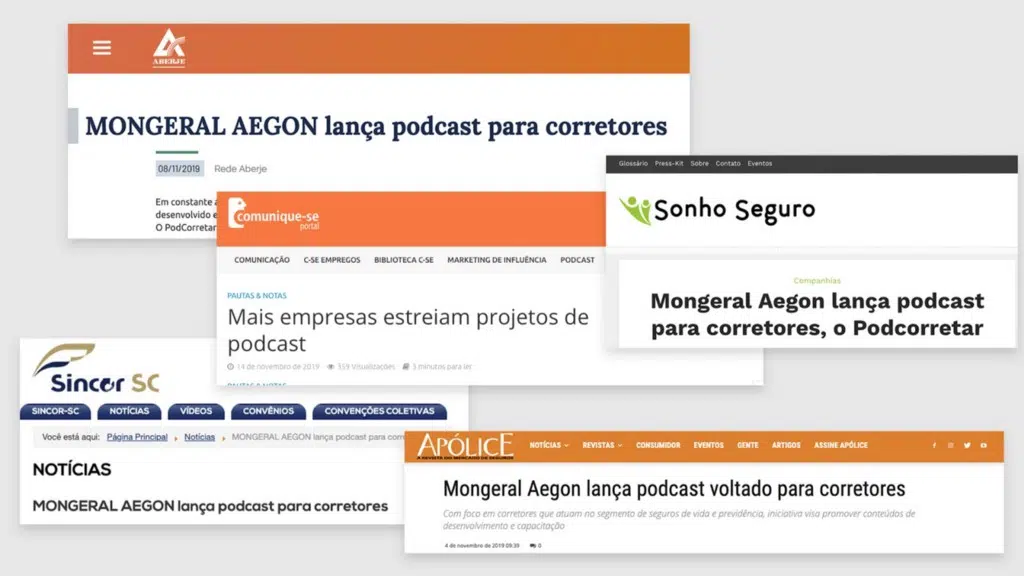 ABERJE
MONGERAL AEGON lança podcast para corretores
08/11/2019 Rede Aberje
Em constante
desenvolvido e
O PodCorretar
comunique-se
portal
COMUNICAÇÃO C-SE EMPREGOS BIBLIOTECA C-SE MARKETING DE INFLUÊNCIA PODCAST
PAUTAS & NOTAS
Mais empresas estreiam projetos de
podcast
14 de novembro de 2019 359 Visualizações 3 minutos para ler
PAUTAS & NOTAS
Glossário Press-Kit Sobre Contato Eventos
Sonho Seguro
Companhias
Mongeral Aegon lança podcast
para corretores, o Podcorretar
Sincor SC
SINCOR-SC NOTÍCIAS VÍDEOS CONVÊNIOS CONVENÇÕES COLETIVAS
Você está aqui: Página Principal Notícias MONGERAL AEGON lança podcast para corr
NOTÍCIAS
MONGERAL AEGON lança podcast para corretores
APÓLICE
A REVISTA DO MERCADO DE SEGUROS
NOTÍCIAS REVISTAS CONSUMIDOR EVENTOS GENTE ARTIGOS ASSINE APÓLICE
Mongeral Aegon lança podcast voltado para corretores
Com foco em corretores que atuam no segmento de seguros de vida e previdência, iniciativa visa promover conteúdos de
desenvolvimento e capacitação
4 de novembro de 2019 09:39 0